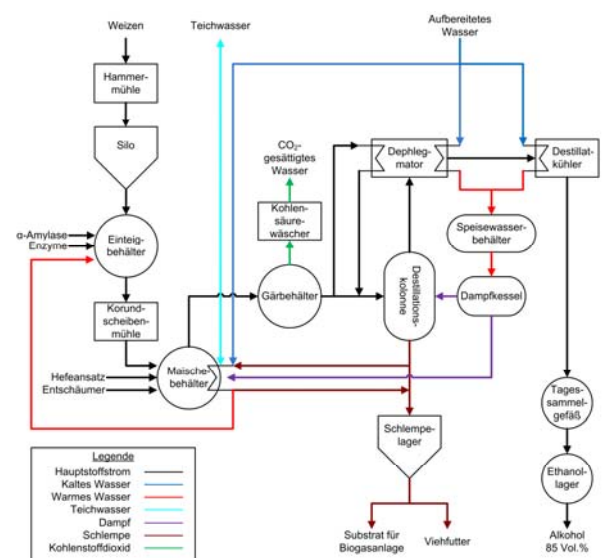 Weizen
Teichwasser
Aufbereitetes
Wasser
Hammer-
mühle
Silo
CO₂-
gesättigtes
Wasser
Dephleg-
mator
Destillat-
kühler
Kohlen-
säure-
wäscher
α-Amylase
Enzyme
Einteig-
behälter
Speisewasser-
behälter
Korund-
scheiben-
mühle
Gärbehälter
Destillations-
kolonne
Dampfkessel
Hefeansatz
Entschäumer
Maische-
behälter
Tages-
sammel-
gefäß
Schlempe-
lager
Ethanol-
lager
Legende
Hauptstoffstrom
Kaltes Wasser
Warmes Wasser
Teichwasser
Dampf
Schlempe
Kohlenstoffdioxid
Substrat für
Biogasanlage
Viehfutter
Alkohol
85 Vol.%